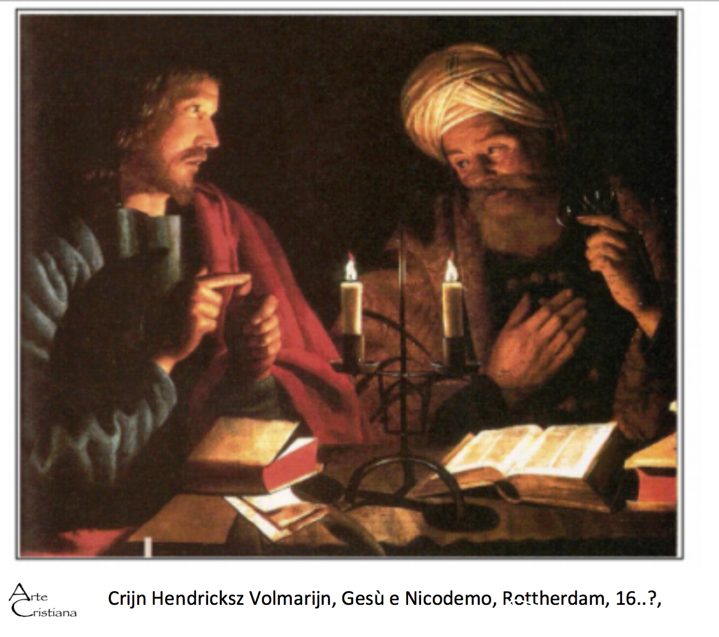 Arte
Cristiana
Crijn Hendricksz Volmarijn, Gesù e Nicodemo, Rottherdam, 16..?,